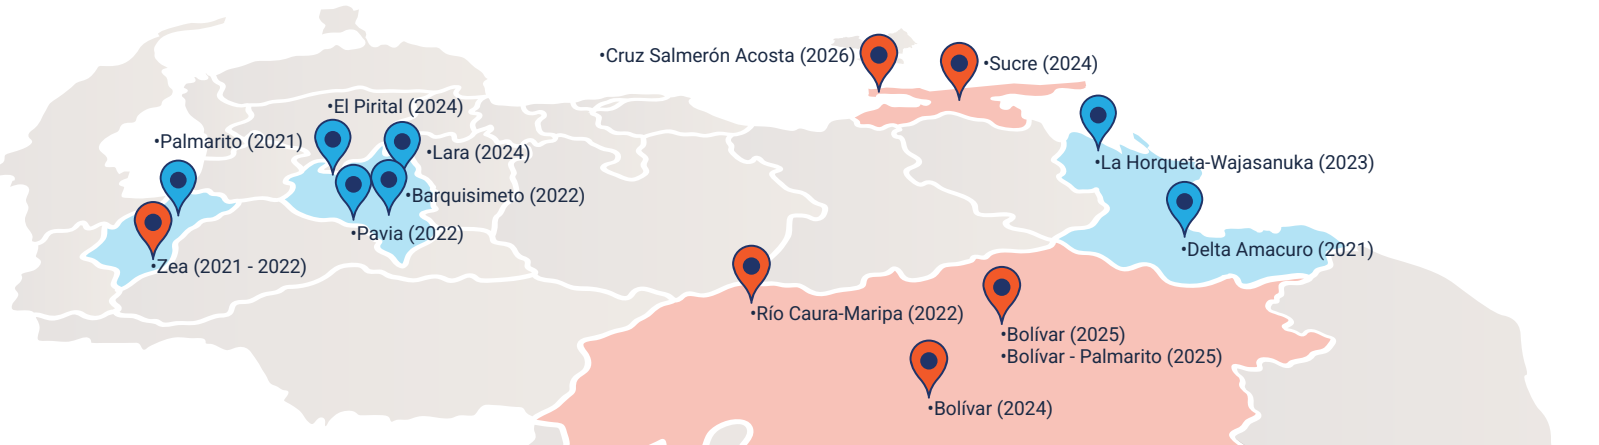 •Cruz Salmerón Acosta (2026)
•Sucre (2024)
•El Pirital (2024)
•Palmarito (2021)
•Lara (2024)
•La Horqueta-Wajasanuka (2023)
•Barquisimeto (2022)
•Pavia (2022)
•Delta Amacuro (2021)
•Zea (2021 - 2022)
•Río Caura-Maripa (2022)
•Bolívar (2025)
•Bolívar - Palmarito (2025)
•Bolívar (2024)